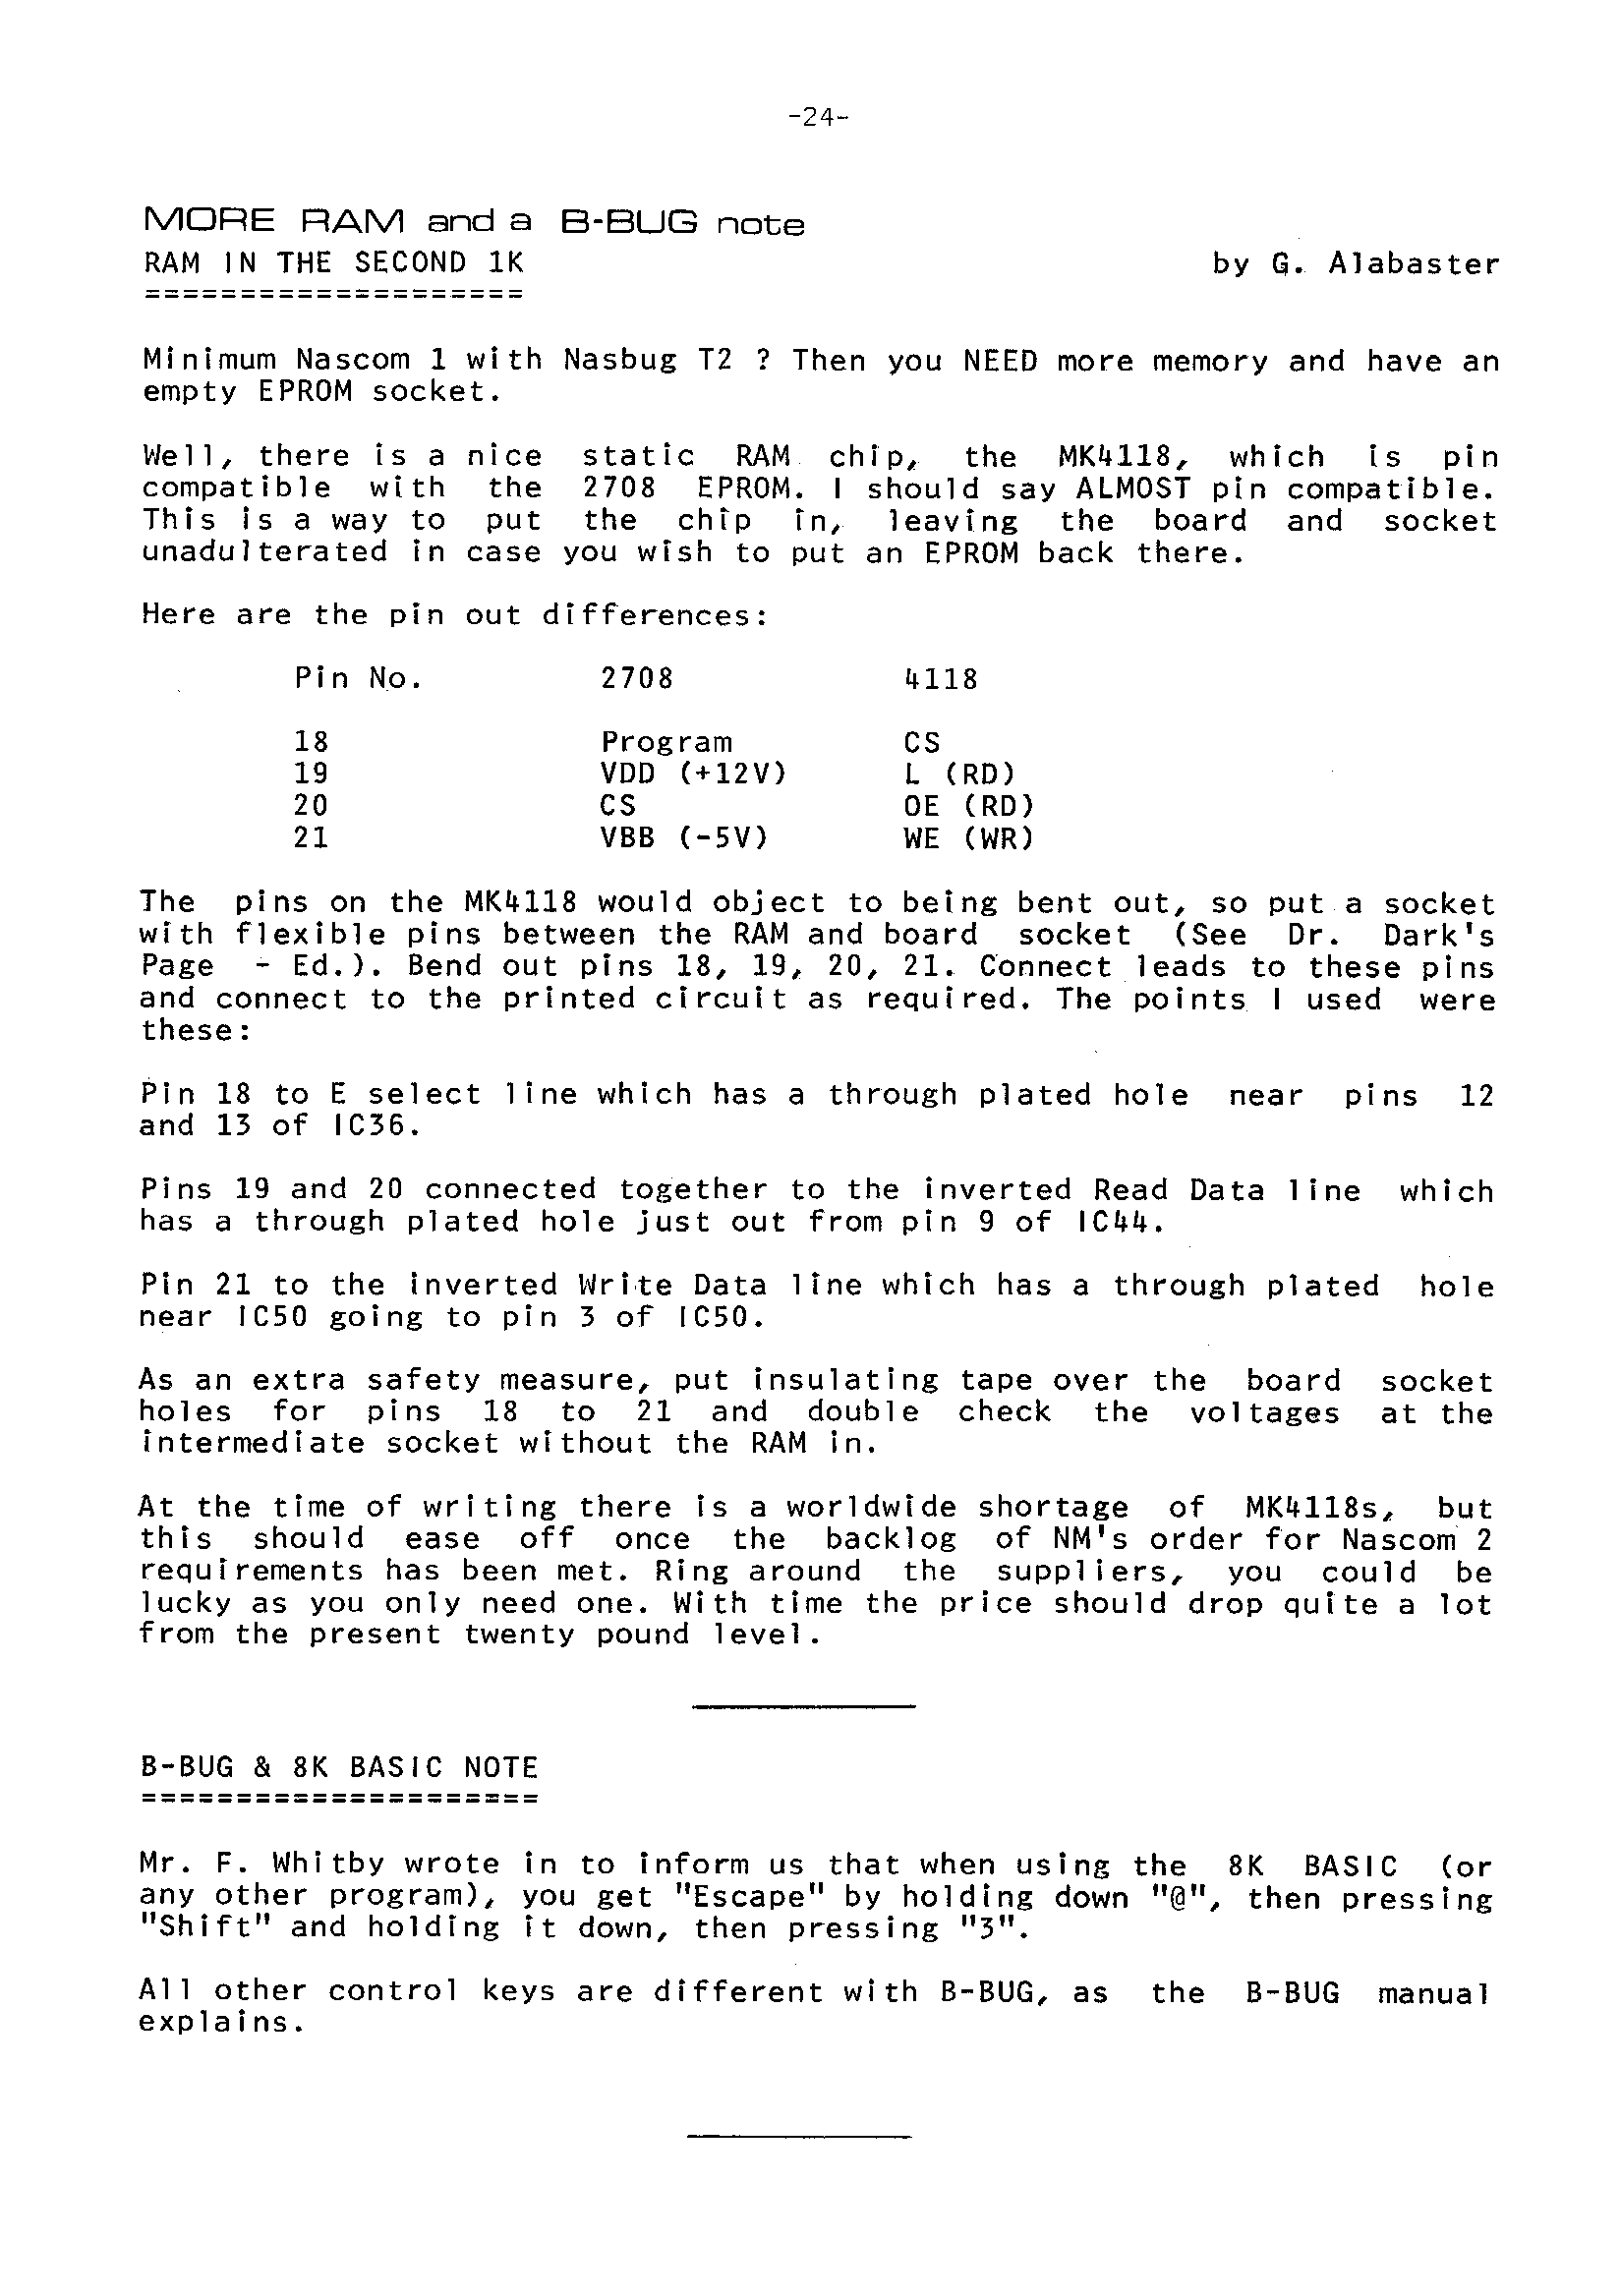 -24-
MORE RAM and a B-BUG note
RAM IN THE SECOND 1K by G. Alabaster
====================
Minimum Nascom 1 with Nasbug T2 ? Then you NEED more memory and have an
empty EPROM socket.
Well, there is a nice static RAM chip, the MK4118, which is pin
compatible with the 2708 EPROM. I should say ALMOST pin compatible.
This is a way to put the chip in, leaving the board and socket
unadulterated in case you wish to put an EPROM back there.
Here are the pin out differences:
Pin No. 2708 4118
18 Program CS
19 VDD (+12V) L (RD)
20 CS OE (RD)
21 VBB (-5V) WE (WR)
The pins on the MK4118 would object to being bent out, so put a socket
with flexible pins between the RAM and board socket (See Dr. Dark's
Page - Ed.). Bend out pins 18, 19, 20, 21. Connect leads to these pins
and connect to the printed circuit as required. The points I used were
these:
Pin 18 to E select line which has a through plated hole near pins 12
and 13 of IC36.
Pins 19 and 20 connected together to the inverted Read Data line which
has a through plated hole just out from pin 9 of IC44.
Pin 21 to the inverted Write Data line which has a through plated hole
near IC50 going to pin 3 of IC50.
As an extra safety measure, put insulating tape over the board socket
holes for pins 18 to 21 and double check the voltages at the
intermediate socket without the RAM in.
At the time of writing there is a worldwide shortage of MK4118s, but
this should ease off once the backlog of NM's order for Nascom 2
requirements has been met. Ring around the suppliers, you could be
lucky as you only need one. With time the price should drop quite a lot
from the present twenty pound level.
B-BUG & 8K BASIC NOTE
=====================
Mr. F. Whitby wrote in to inform us that when using the 8K BASIC (or
any other program), you get "Escape" by holding down "@", then pressing
"Shift" and holding it down, then pressing "3".
All other control keys are different with B-BUG, as the B-BUG manual
explains.